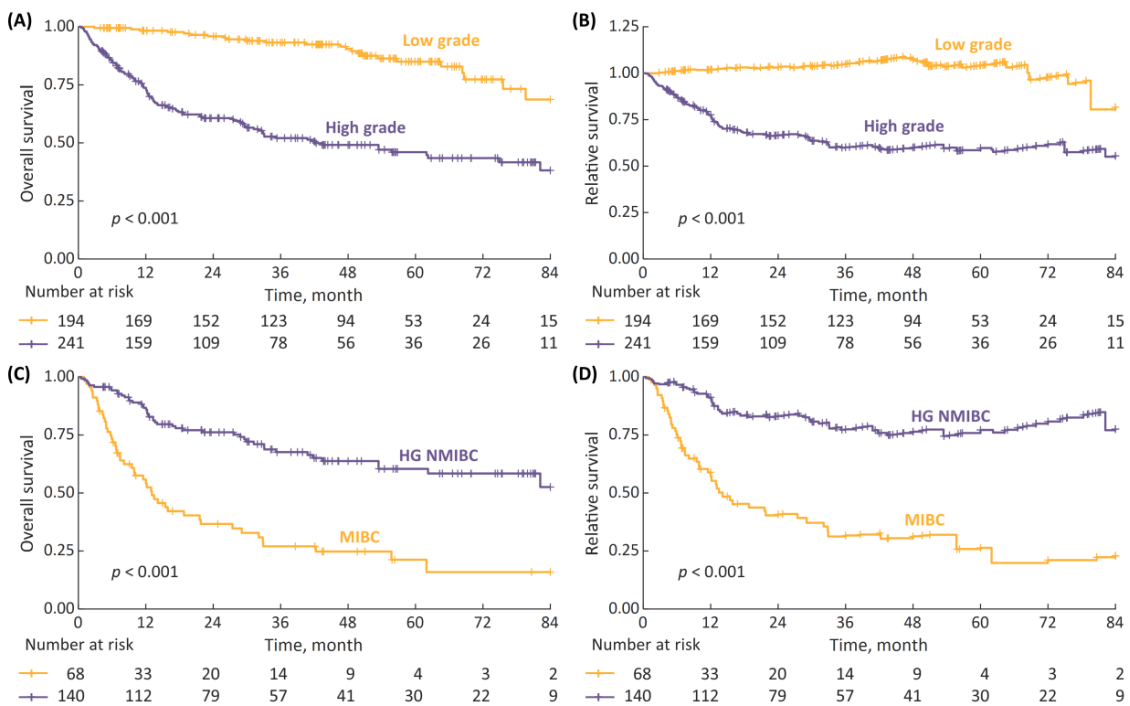 (A)
1.00
0.75
0.50
0.25
0.00
Overall survival
Low grade
High grade
p < 0.001
0 12 24 36 48 60 72 84
Number at risk
Time, month
194 169 152 123 94 53 24 15
241 159 109 78 56 36 26 11
(B)
1.25
1.00
0.75
0.50
0.25
0.00
Relative survival
Low grade
High grade
p < 0.001
0 12 24 36 48 60 72 84
Number at risk
Time, month
194 169 152 123 94 53 24 15
241 159 109 78 56 36 26 11
(C)
1.00
0.75
0.50
0.25
0.00
Overall survival
HG NMIBC
MIBC
p < 0.001
0 12 24 36 48 60 72 84
Number at risk
Time, month
68 33 20 14 9 4 3 2
140 112 79 57 41 30 22 9
(D)
1.00
0.75
0.50
0.25
0.00
Relative survival
HG NMIBC
MIBC
p < 0.001
0 12 24 36 48 60 72 84
Number at risk
Time, month
68 33 20 14 9 4 3 2
140 112 79 57 41 30 22 9